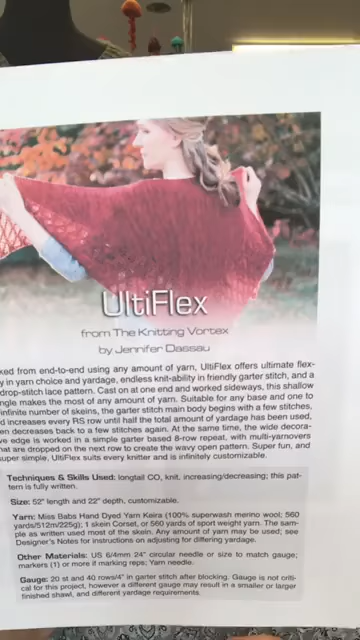 UltiFlex
from The Knitting Vortex
by Jennifer Dassau
ked from end-to-end using any amount of yarn, UltiFlex offers ultimate flex-
y in yarn choice and yardage, endless knit-ability in friendly garter stitch, and a
drop-stitch lace pattern. Cast on at one end and worked sideways, this shallow
ngle makes the most of any amount of yarn. Suitable for any base and one to
infinite number of skeins, the garter stitch main body begins with a few stitches,
d increases every RS row until half the total amount of yardage has been used,
en decreases back to a few stitches again. At the same time, the wide decora-
ve edge is worked in a simple garter based 8-row repeat, with multi-yarnovers
hat are dropped on the next row to create the wavy open pattern. Super fun, and
super simple, UltiFlex suits every knitter and is infinitely customizable.
Techniques & Skills Used: longtail CO, knit, increasing/decreasing; this pat-
tern is fully written.
Size: 52" length and 22" depth, customizable.
Yarn: Miss Babs Hand Dyed Yarn Keira (100% superwash merino wool; 560
yards/512m/225g); 1 skein Corset, or 560 yards of sport weight yarn. The sam-
ple as written used most of the skein. Any amount of yarn may be used; see
Designer's Notes for instructions on adjusting for differing yardage.
Other Materials: US 6/4mm 24" circular needle or size to match gauge;
markers (1) or more if marking reps; Yarn needle.
Gauge: 20 st and 40 rows/4" in garter stitch after blocking. Gauge is not criti-
cal for this project, however a different gauge may result in a smaller or larger
finished shawl, and different yardage requirements.